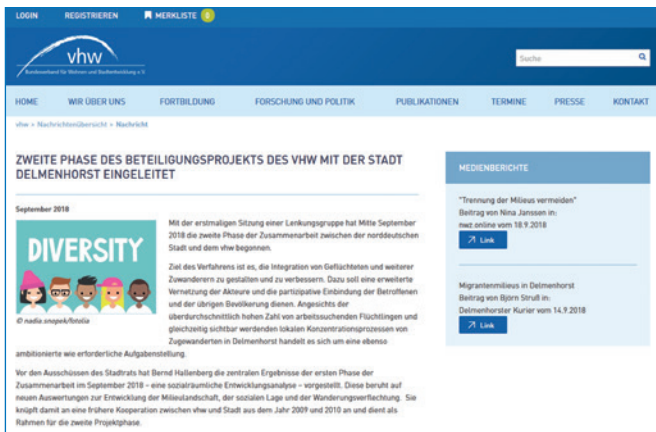 LOGIN REGISTRIEREN MERKLISTE 0
vhw
Bundesverband für Wohnen und Stadtentwicklung e.V.
Suche
HOME WIR ÜBER UNS FORTBILDUNG FORSCHUNG UND POLITIK PUBLIKATIONEN TERMINE PRESSE KONTAKT
vhw » Nachrichtenübersicht » Nachricht
ZWEITE PHASE DES BETEILIGUNGSPROJEKTS DES VHW MIT DER STADT
DELMENHORST EINGELEITET
September 2018
DIVERSITY
© nadia.snopek/fotolia
Mit der erstmaligen Sitzung einer Lenkungsgruppe hat Mitte September
2018 die zweite Phase der Zusammenarbeit zwischen der norddeutschen
Stadt und dem vhw begonnen.
Ziel des Verfahrens ist es, die Integration von Geflüchteten und weiterer
Zuwanderern zu gestalten und zu verbessern. Dazu soll eine erweiterte
Vernetzung der Akteure und die partizipative Einbindung der Betroffenen
und der übrigen Bevölkerung dienen. Angesichts der
überdurchschnittlich hohen Zahl von arbeitssuchenden Flüchtlingen und
gleichzeitig sichtbar werdenden lokalen Konzentrationsprozessen von
Zugewanderten in Delmenhorst handelt es sich um eine ebenso
ambitionierte wie erforderliche Aufgabenstellung.
Vor den Ausschüssen des Stadtrats hat Bernd Hallenberg die zentralen Ergebnisse der ersten Phase der
Zusammenarbeit im September 2018 – eine sozialräumliche Entwicklungsanalyse – vorgestellt. Diese beruht auf
neuen Auswertungen zur Entwicklung der Milieulandschaft, der sozialen Lage und der Wanderungsverflechtung. Sie
knüpft damit an eine frühere Kooperation zwischen vhw und Stadt aus dem Jahr 2009 und 2010 an und dient als
Rahmen für die zweite Projektphase.
MEDIENBERICHTE
"Trennung der Milieus vermeiden"
Beitrag von Nina Janssen in:
nwz online vom 18.9.2018
Link
Migrantenmilieus in Delmenhorst
Beitrag von Björn Struß in:
Delmenhorster Kurier vom 14.9.2018
Link